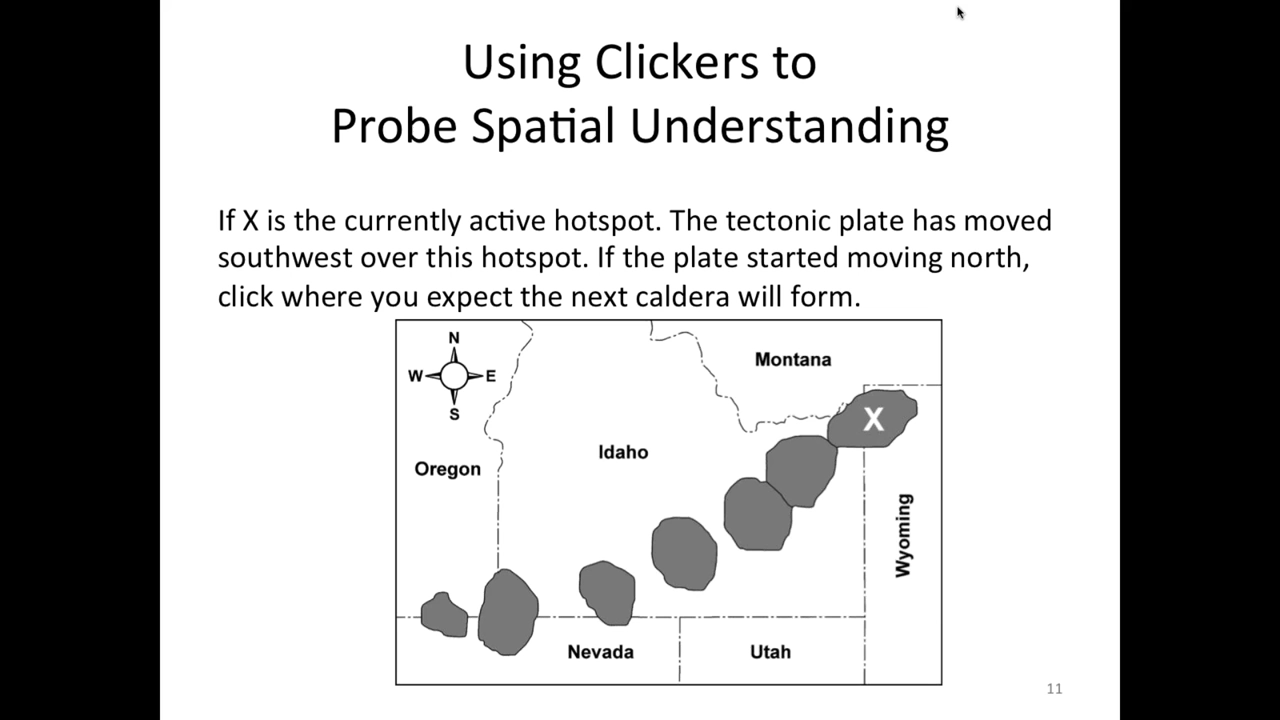 Using Clickers to
Probe Spatial Understanding
If X is the currently active hotspot. The tectonic plate has moved
southwest over this hotspot. If the plate started moving north,
click where you expect the next caldera will form.
N
W E
S
Montana
X
Idaho
Oregon
Wyoming
Nevada
Utah
11